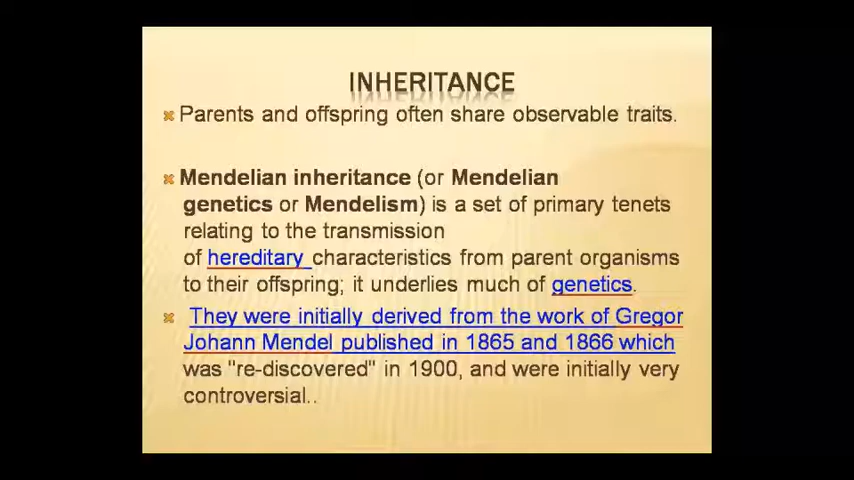 INHERITANCE
Parents and offspring often share observable traits.
Mendelian inheritance (or Mendelian
genetics or Mendelism) is a set of primary tenets
relating to the transmission
of hereditary characteristics from parent organisms
to their offspring; it underlies much of genetics.
They were initially derived from the work of Gregor
Johann Mendel published in 1865 and 1866 which
was "re-discovered" in 1900, and were initially very
controversial..